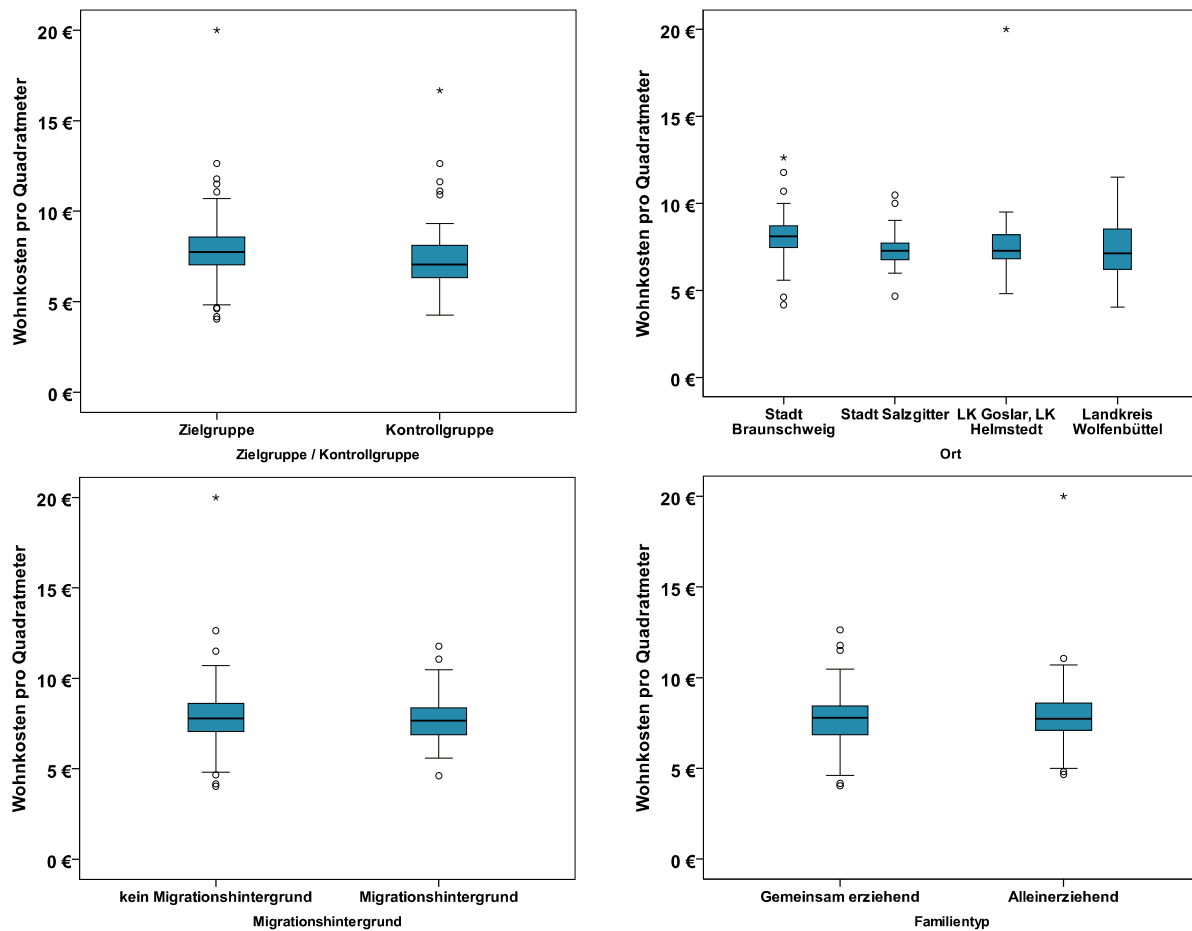 Wohnkosten pro Quadratmeter
20 €
15 €
10 €
5 €
0 €
Zielgruppe
Kontrollgruppe
Zielgruppe / Kontrollgruppe
Wohnkosten pro Quadratmeter
20 €
15 €
10 €
5 €
0 €
Stadt
Braunschweig
Stadt Salzgitter
LK Goslar, LK
Helmstedt
Landkreis
Wolfenbüttel
Ort
Wohnkosten pro Quadratmeter
20 €
15 €
10 €
5 €
0 €
kein Migrationshintergrund
Migrationshintergrund
Migrationshintergrund
Wohnkosten pro Quadratmeter
20 €
15 €
10 €
5 €
0 €
Gemeinsam erziehend
Alleinerziehend
Familientyp